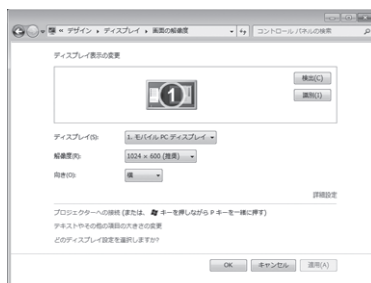 « デザイン ▸ ディスプレイ ▸ 画面の解像度
コントロール パネルの検索
ディスプレイ表示の変更
1
検出(C)
識別(I)
ディスプレイ(S): 1. モバイル PC ディスプレイ
解像度(R): 1024 × 600 (推奨)
向き(O): 横
詳細設定
プロジェクターへの接続 (または、 キーを押しながら P キーを一緒に押す)
テキストやその他の項目の大きさの変更
どのディスプレイ設定を選択しますか?
OK キャンセル 適用(A)